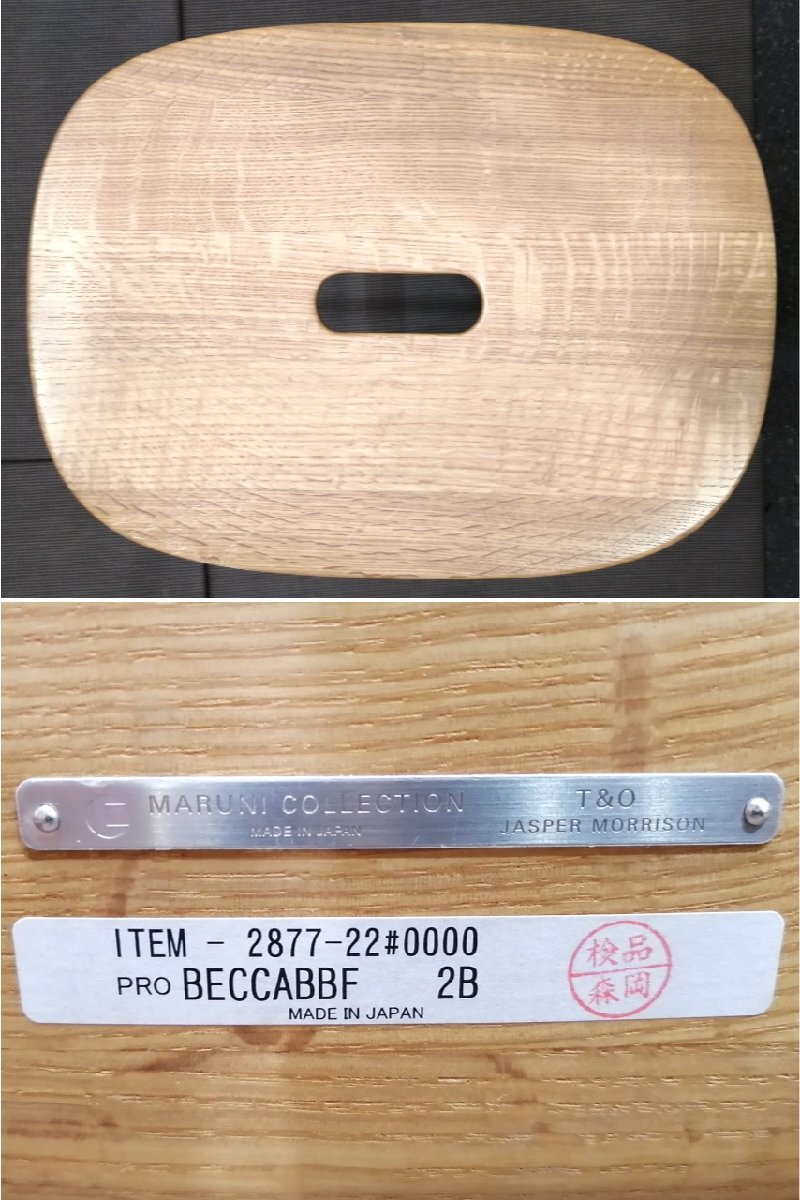 MARUNI COLLECTION
MADE IN JAPAN
T&O
JASPER MORRISON
ITEM - 2877-22#0000
PRO BECCABBF 2B
MADE IN JAPAN
検品
森岡